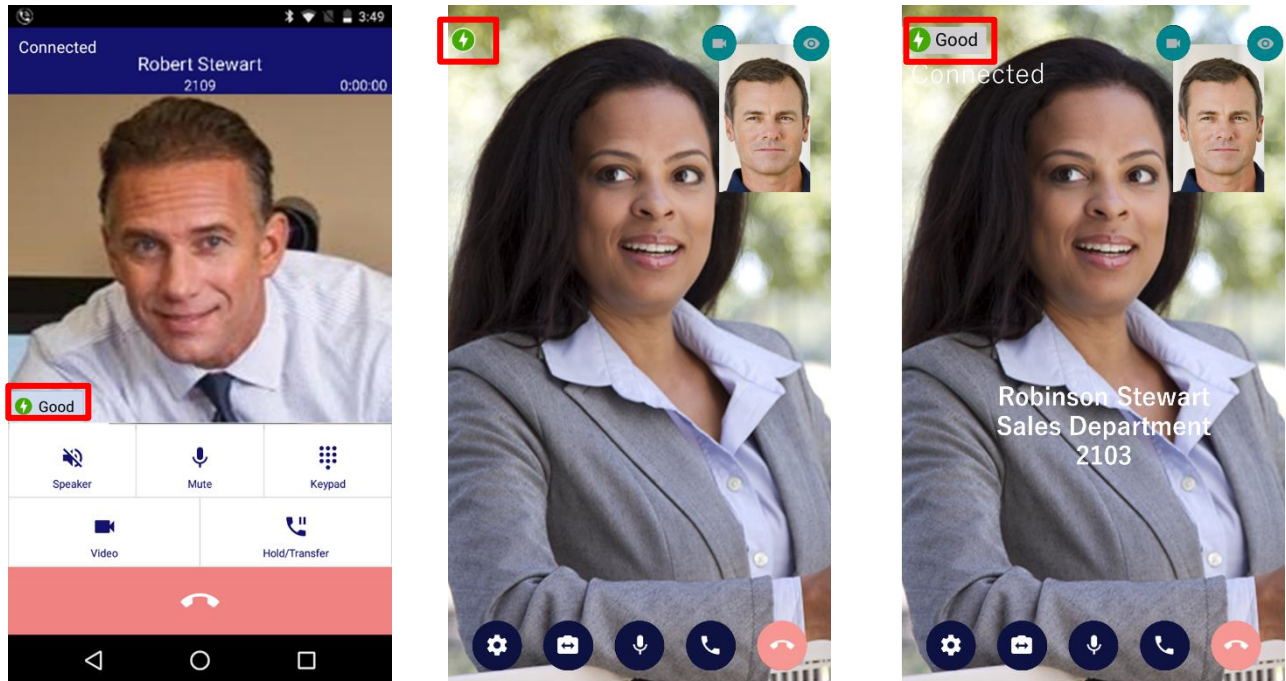 3:49
Connected
Robert Stewart
2109
0:00:00
Good
Speaker
Mute
Keypad
Video
Hold/Transfer
Good
Connected
Robinson Stewart
Sales Department
2103